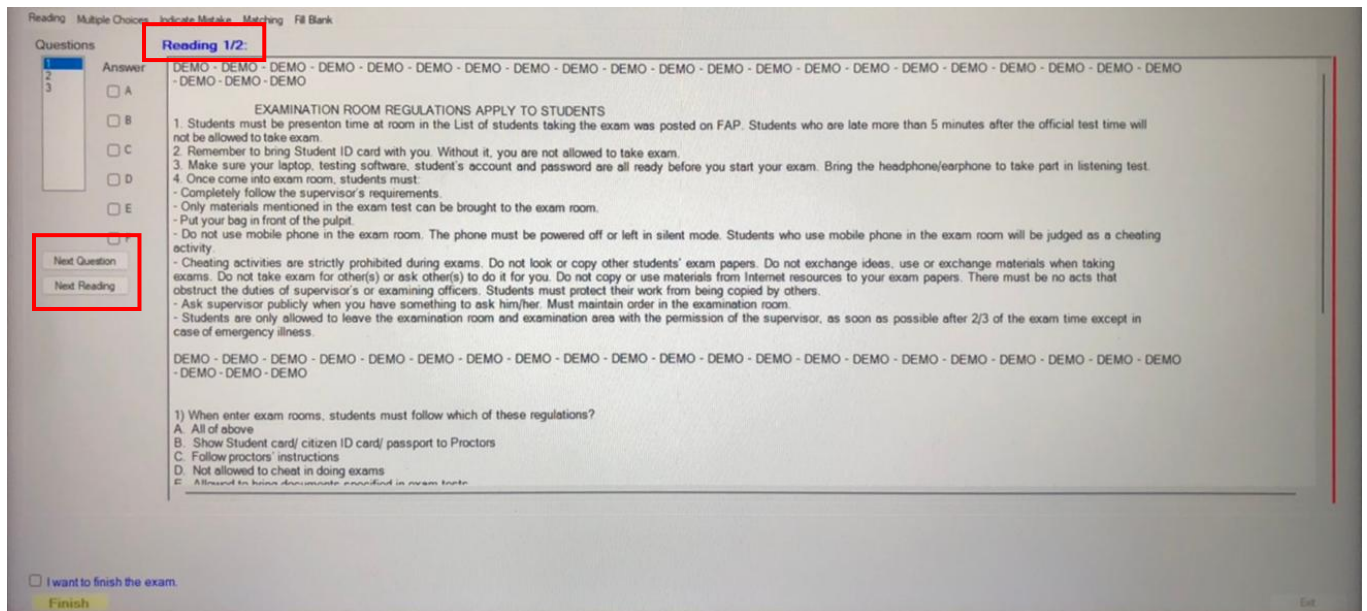 Reading Multiple Choices Indicate Mistake Matching Fill Blank
Questions
Reading 1/2:
1
2
3
Answer
A
B
C
D
E
F
Next Question
Next Reading
DEMO - DEMO - DEMO - DEMO - DEMO - DEMO - DEMO - DEMO - DEMO - DEMO - DEMO - DEMO - DEMO - DEMO - DEMO - DEMO - DEMO - DEMO - DEMO - DEMO - DEMO
- DEMO - DEMO - DEMO
EXAMINATION ROOM REGULATIONS APPLY TO STUDENTS
1. Students must be presenton time at room in the List of students taking the exam was posted on FAP. Students who are late more than 5 minutes after the official test time will
not be allowed to take exam.
2. Remember to bring Student ID card with you. Without it, you are not allowed to take exam.
3. Make sure your laptop, testing software, student's account and password are all ready before you start your exam. Bring the headphone/earphone to take part in listening test.
4. Once come into exam room, students must:
- Completely follow the supervisor's requirements.
- Only materials mentioned in the exam test can be brought to the exam room.
- Put your bag in front of the pulpit.
- Do not use mobile phone in the exam room. The phone must be powered off or left in silent mode. Students who use mobile phone in the exam room will be judged as a cheating
activity.
- Cheating activities are strictly prohibited during exams. Do not look or copy other students' exam papers. Do not exchange ideas, use or exchange materials when taking
exams. Do not take exam for other(s) or ask other(s) to do it for you. Do not copy or use materials from Internet resources to your exam papers. There must be no acts that
obstruct the duties of supervisor's or examining officers. Students must protect their work from being copied by others.
- Ask supervisor publicly when you have something to ask him/her. Must maintain order in the examination room.
- Students are only allowed to leave the examination room and examination area with the permission of the supervisor, as soon as possible after 2/3 of the exam time except in
case of emergency illness.
DEMO - DEMO - DEMO - DEMO - DEMO - DEMO - DEMO - DEMO - DEMO - DEMO - DEMO - DEMO - DEMO - DEMO - DEMO - DEMO - DEMO - DEMO - DEMO - DEMO - DEMO
- DEMO - DEMO - DEMO
1) When enter exam rooms, students must follow which of these regulations?
A. All of above
B. Show Student card/ citizen ID card/ passport to Proctors
C. Follow proctors' instructions
D. Not allowed to cheat in doing exams
E. Allowed to bring documents specified in exam tests
I want to finish the exam.
Finish
Exit